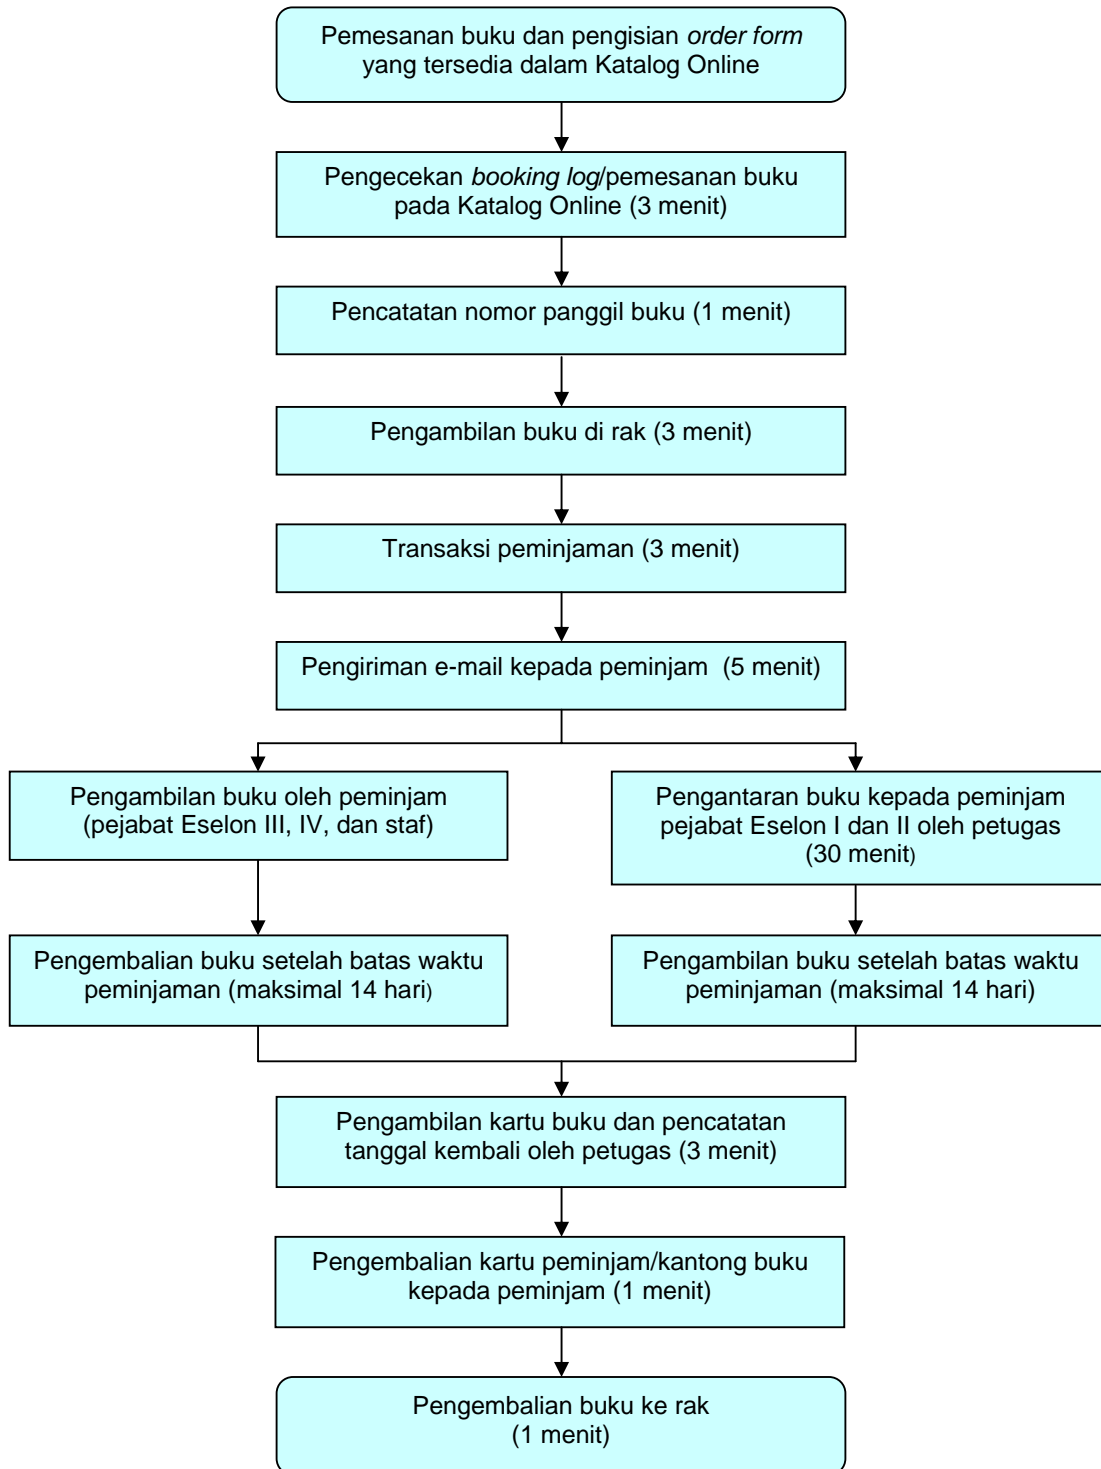 Pemesanan buku dan pengisian order form
yang tersedia dalam Katalog Online
Pengecekan booking log/pemesanan buku
pada Katalog Online (3 menit)
Pencatatan nomor panggil buku (1 menit)
Pengambilan buku di rak (3 menit)
Transaksi peminjaman (3 menit)
Pengiriman e-mail kepada peminjam  (5 menit)
Pengambilan buku oleh peminjam
(pejabat Eselon III, IV, dan staf)
Pengantaran buku kepada peminjam
pejabat Eselon I dan II oleh petugas
(30 menit)
Pengembalian buku setelah batas waktu
peminjaman (maksimal 14 hari)
Pengambilan buku setelah batas waktu
peminjaman (maksimal 14 hari)
Pengambilan kartu buku dan pencatatan
tanggal kembali oleh petugas (3 menit)
Pengembalian kartu peminjam/kantong buku
kepada peminjam (1 menit)
Pengembalian buku ke rak
(1 menit)